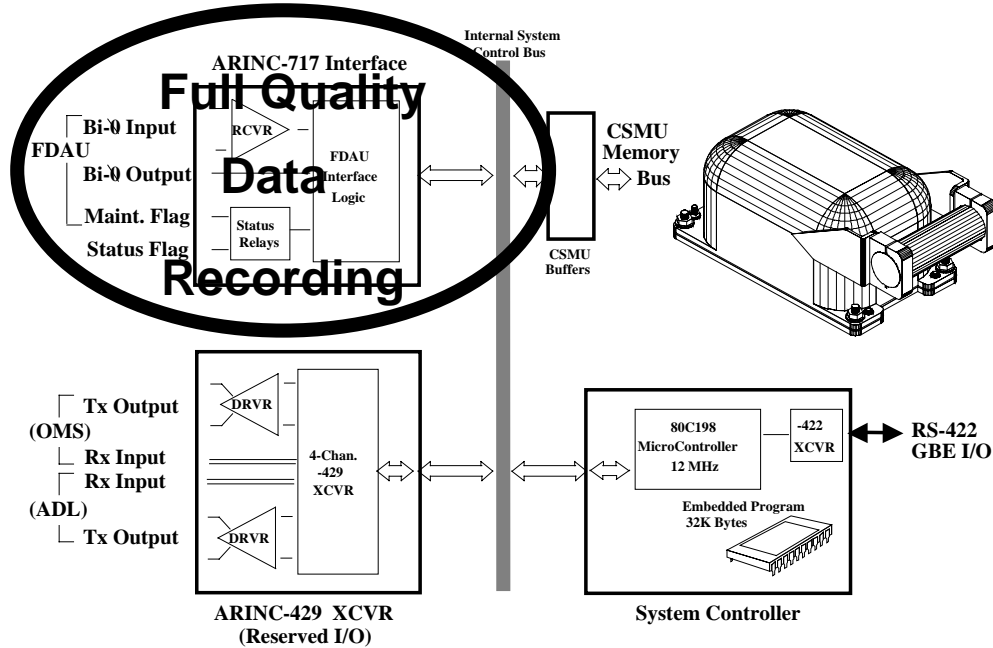 Internal System
Control Bus
ARINC-717 Interface
Full Quality
Data
Recording
Bi-0 Input
FDAU
Bi-0 Output
Maint. Flag
Status Flag
RCVR
FDAU
Interface
Logic
Status
Relays
CSMU
Memory
Bus
CSMU
Buffers
Tx Output
(OMS)
Rx Input
Rx Input
(ADL)
Tx Output
DRVR
4-Chan.
-429
XCVR
DRVR
ARINC-429 XCVR
(Reserved I/O)
80C198
MicroController
12 MHz
-422
XCVR
RS-422
GBE I/O
Embedded Program
32K Bytes
System Controller